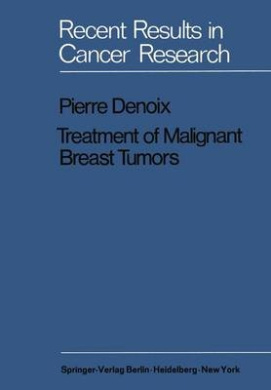 Recent Results in
Cancer Research
Pierre Denoix
Treatment of Malignant
Breast Tumors
Springer-Verlag Berlin·Heidelberg·New York